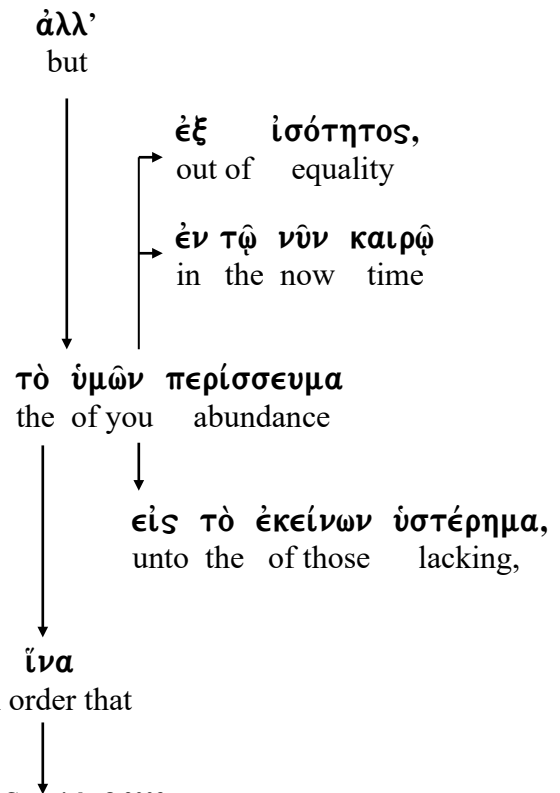 ἀλλ’
but
ἐξ ἰσότητος,
out of equality
ἐν τῷ νῦν καιρῷ
in the now time
τὸ ὑμῶν περίσσευμα
the of you abundance
εἰς τὸ ἐκείνων ὑστέρημα,
unto the of those lacking,
ἵνα
order that